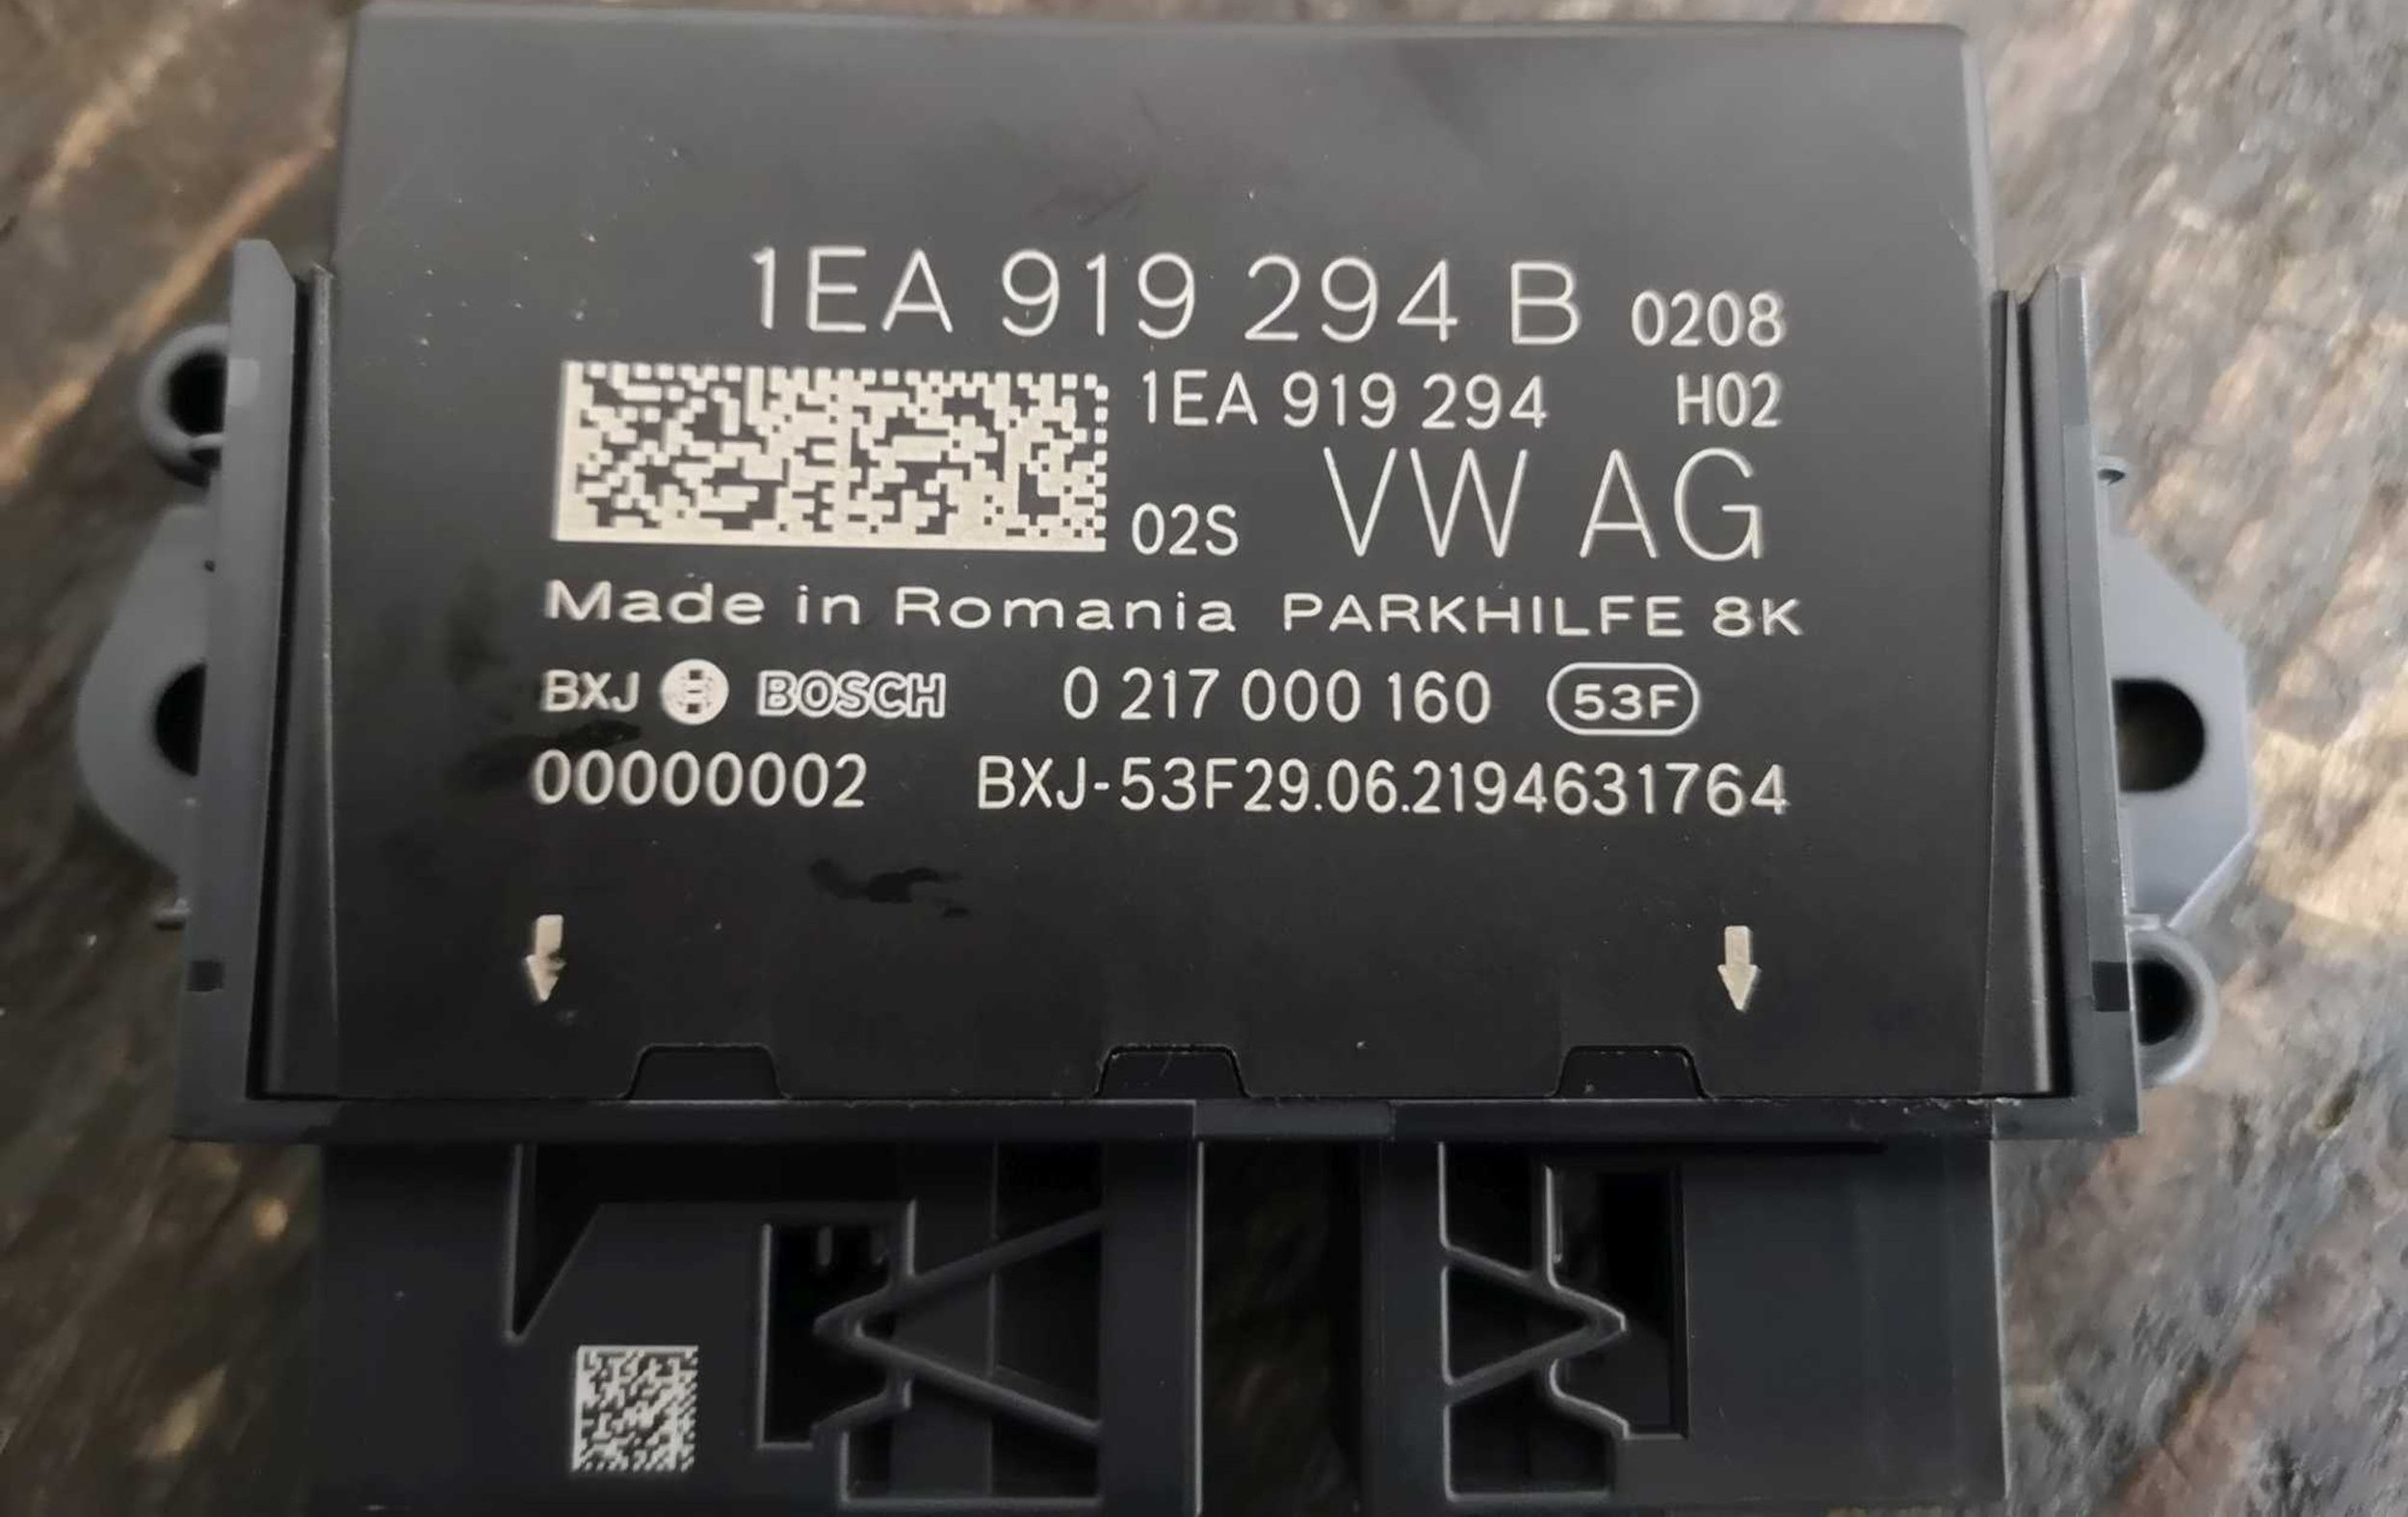 1EA 919 294 B 0208
1EA 919 294 H02
02S VW AG
Made in Romania PARKHILFE 8K
BXJ BOSCH 0 217 000 160 53F
00000002 BXJ-53F29.06.2194631764